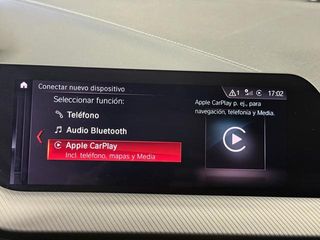 Conectar nuevo dispositivo
1
17:02
Seleccionar función:
Teléfono
Audio Bluetooth
Apple CarPlay
Incl. teléfono, mapas y Media
Apple CarPlay p. ej., para
navegación, telefonía y Media.